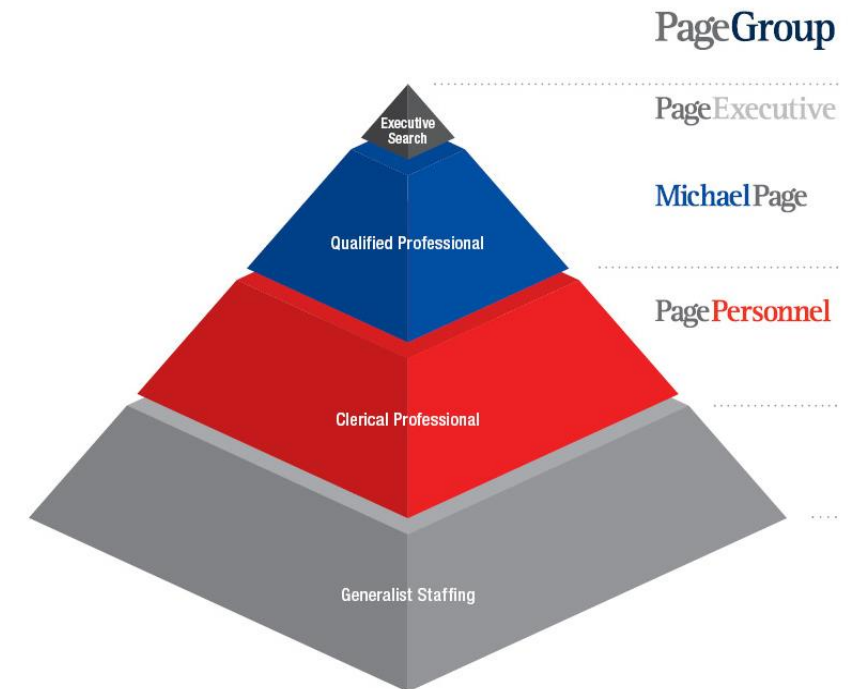 PageGroup
PageExecutive
Executive
Search
MichaelPage
Qualified Professional
PagePersonnel
Clerical Professional
Generalist Staffing